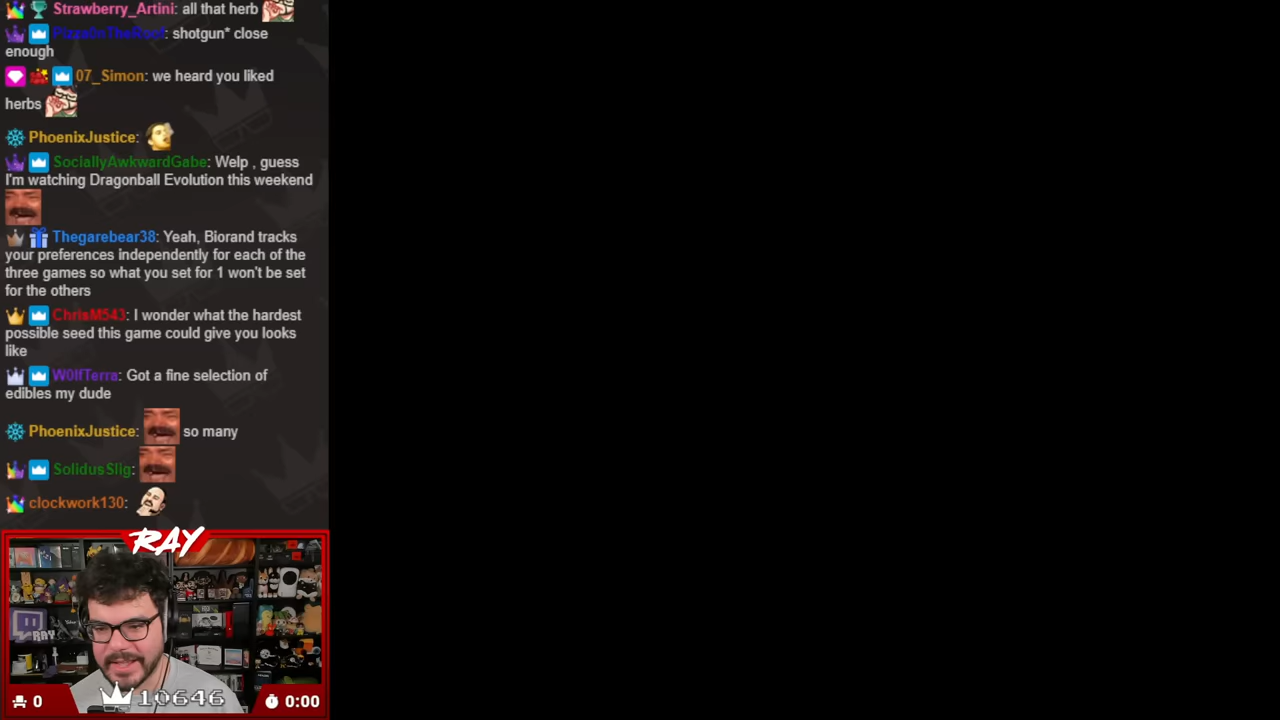 Strawberry_Artini: all that herb
PizzaOnTheRoof: shotgun* close
enough
07_Simon: we heard you liked
herbs
PhoenixJustice:
SociallyAwkwardGabe: Welp , guess
I'm watching Dragonball Evolution this weekend
Thegarebear38: Yeah, Biorand tracks
your preferences independently for each of the
three games so what you set for 1 won't be set
for the others
ChrisM543: I wonder what the hardest
possible seed this game could give you looks
like
W0lfTerra: Got a fine selection of
edibles my dude
PhoenixJustice: so many
SolidusSlig:
clockwork130:
RAY
RAY
0 10646 0:00